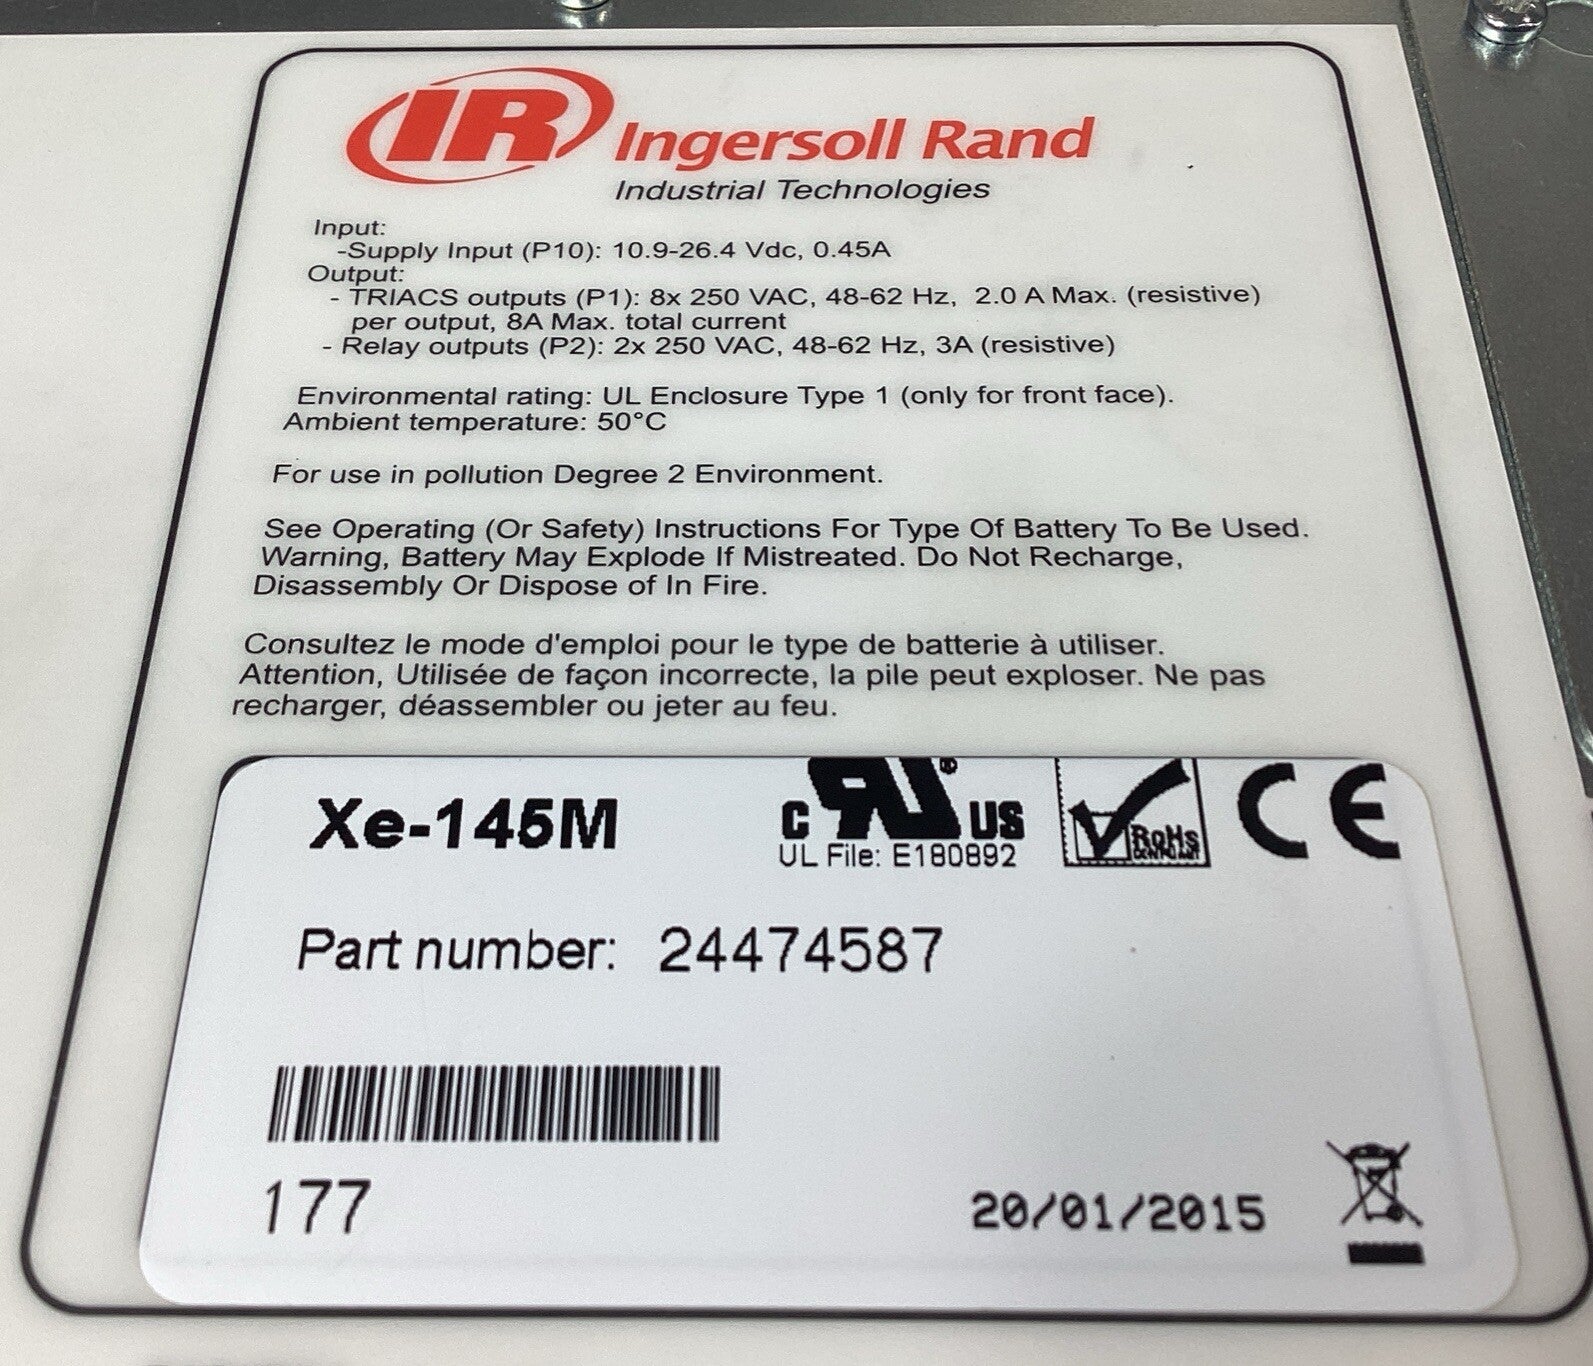 IR Ingersoll Rand
Industrial Technologies
Input:
-Supply Input (P10): 10.9-26.4 Vdc, 0.45A
Output:
- TRIACS outputs (P1): 8x 250 VAC, 48-62 Hz, 2.0 A Max. (resistive)
per output, 8A Max. total current
- Relay outputs (P2): 2x 250 VAC, 48-62 Hz, 3A (resistive)
Environmental rating: UL Enclosure Type 1 (only for front face).
Ambient temperature: 50°C
For use in pollution Degree 2 Environment.
See Operating (Or Safety) Instructions For Type Of Battery To Be Used.
Warning, Battery May Explode If Mistreated. Do Not Recharge,
Disassembly Or Dispose of In Fire.
Consultez le mode d'emploi pour le type de batterie à utiliser.
Attention, Utilisée de façon incorrecte, la pile peut exploser. Ne pas
recharger, déassembler ou jeter au feu.
Xe-145M
c RU ® US
UL File: E180892
RoHS
COMPLIANT
CE
Part number: 24474587
177
20/01/2015